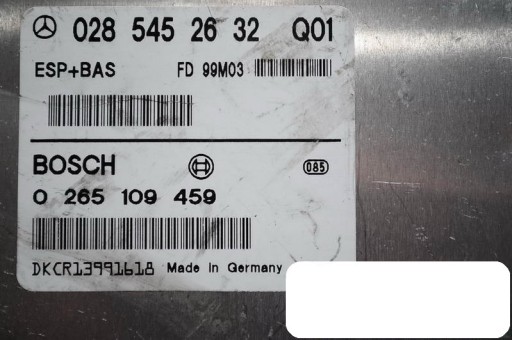 028 545 26 32 Q01
ESP+BAS FD 99M03
BOSCH 085
0 265 109 459
DKCR13991618 Made in Germany